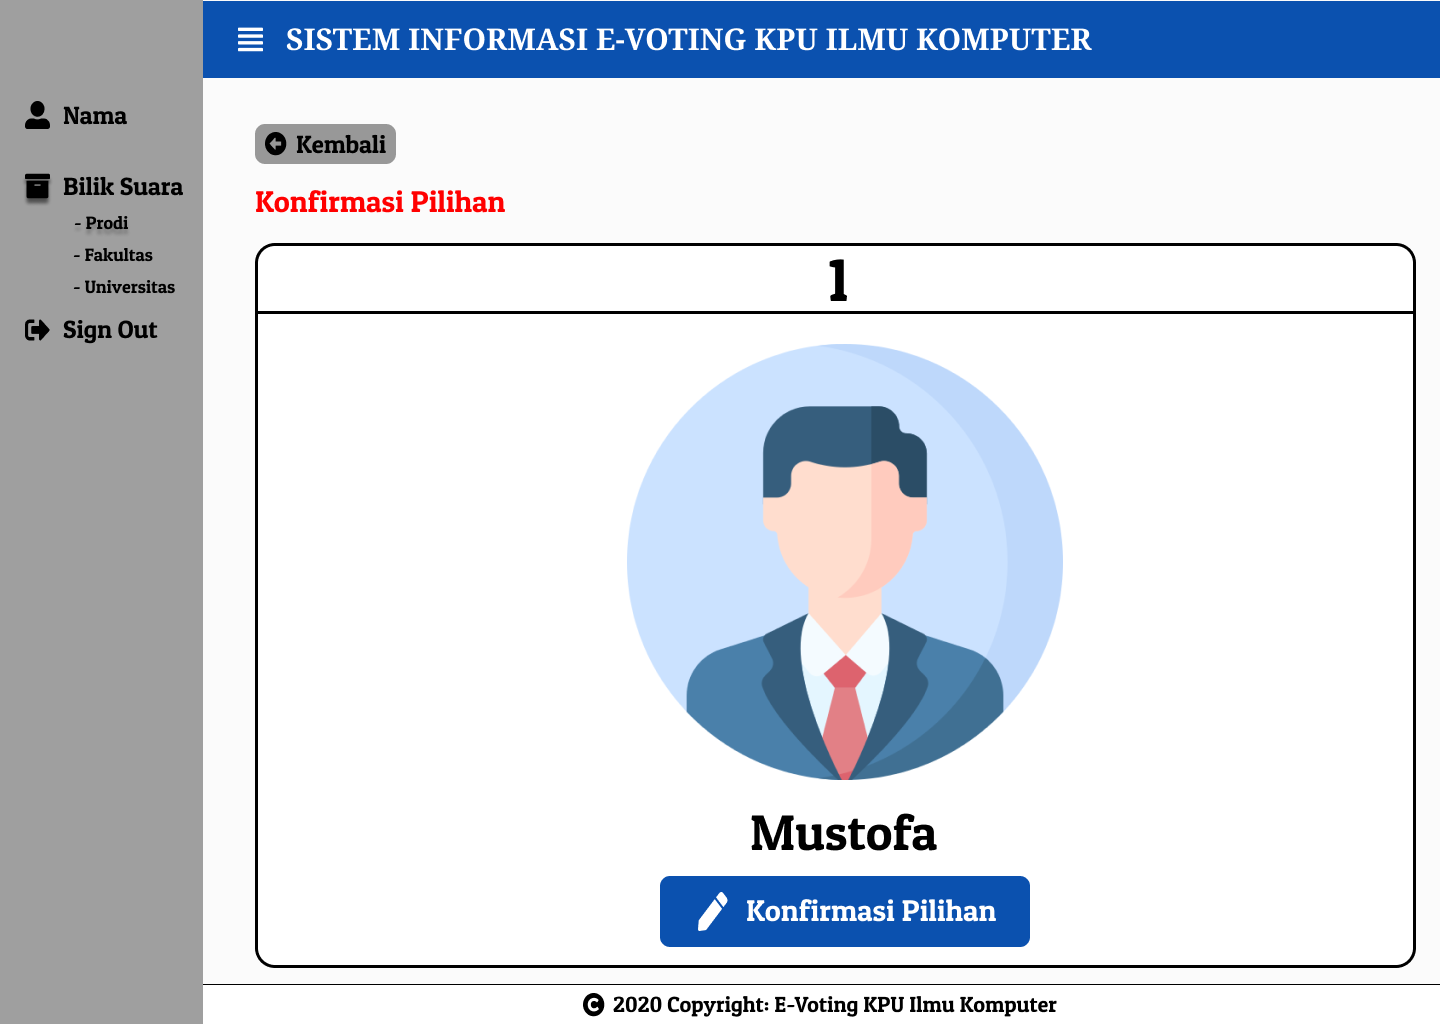 SISTEM INFORMASI E-VOTING KPU ILMU KOMPUTER
Nama
Bilik Suara
- Prodi
- Fakultas
- Universitas
Sign Out
Kembali
Konfirmasi Pilihan
1
Mustofa
Konfirmasi Pilihan
© 2020 Copyright: E-Voting KPU Ilmu Komputer